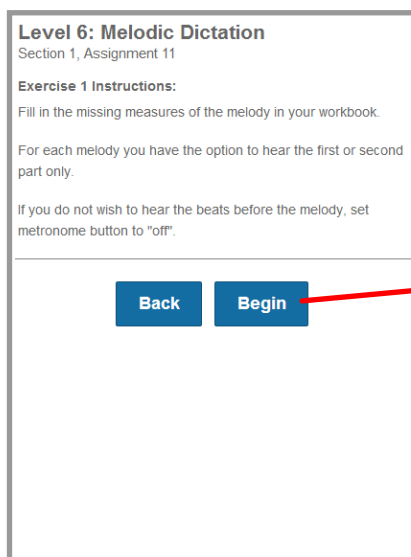 Level 6: Melodic Dictation
Section 1, Assignment 11
Exercise 1 Instructions:
Fill in the missing measures of the melody in your workbook.
For each melody you have the option to hear the first or second
part only.
If you do not wish to hear the beats before the melody, set
metronome button to "off".
Back Begin